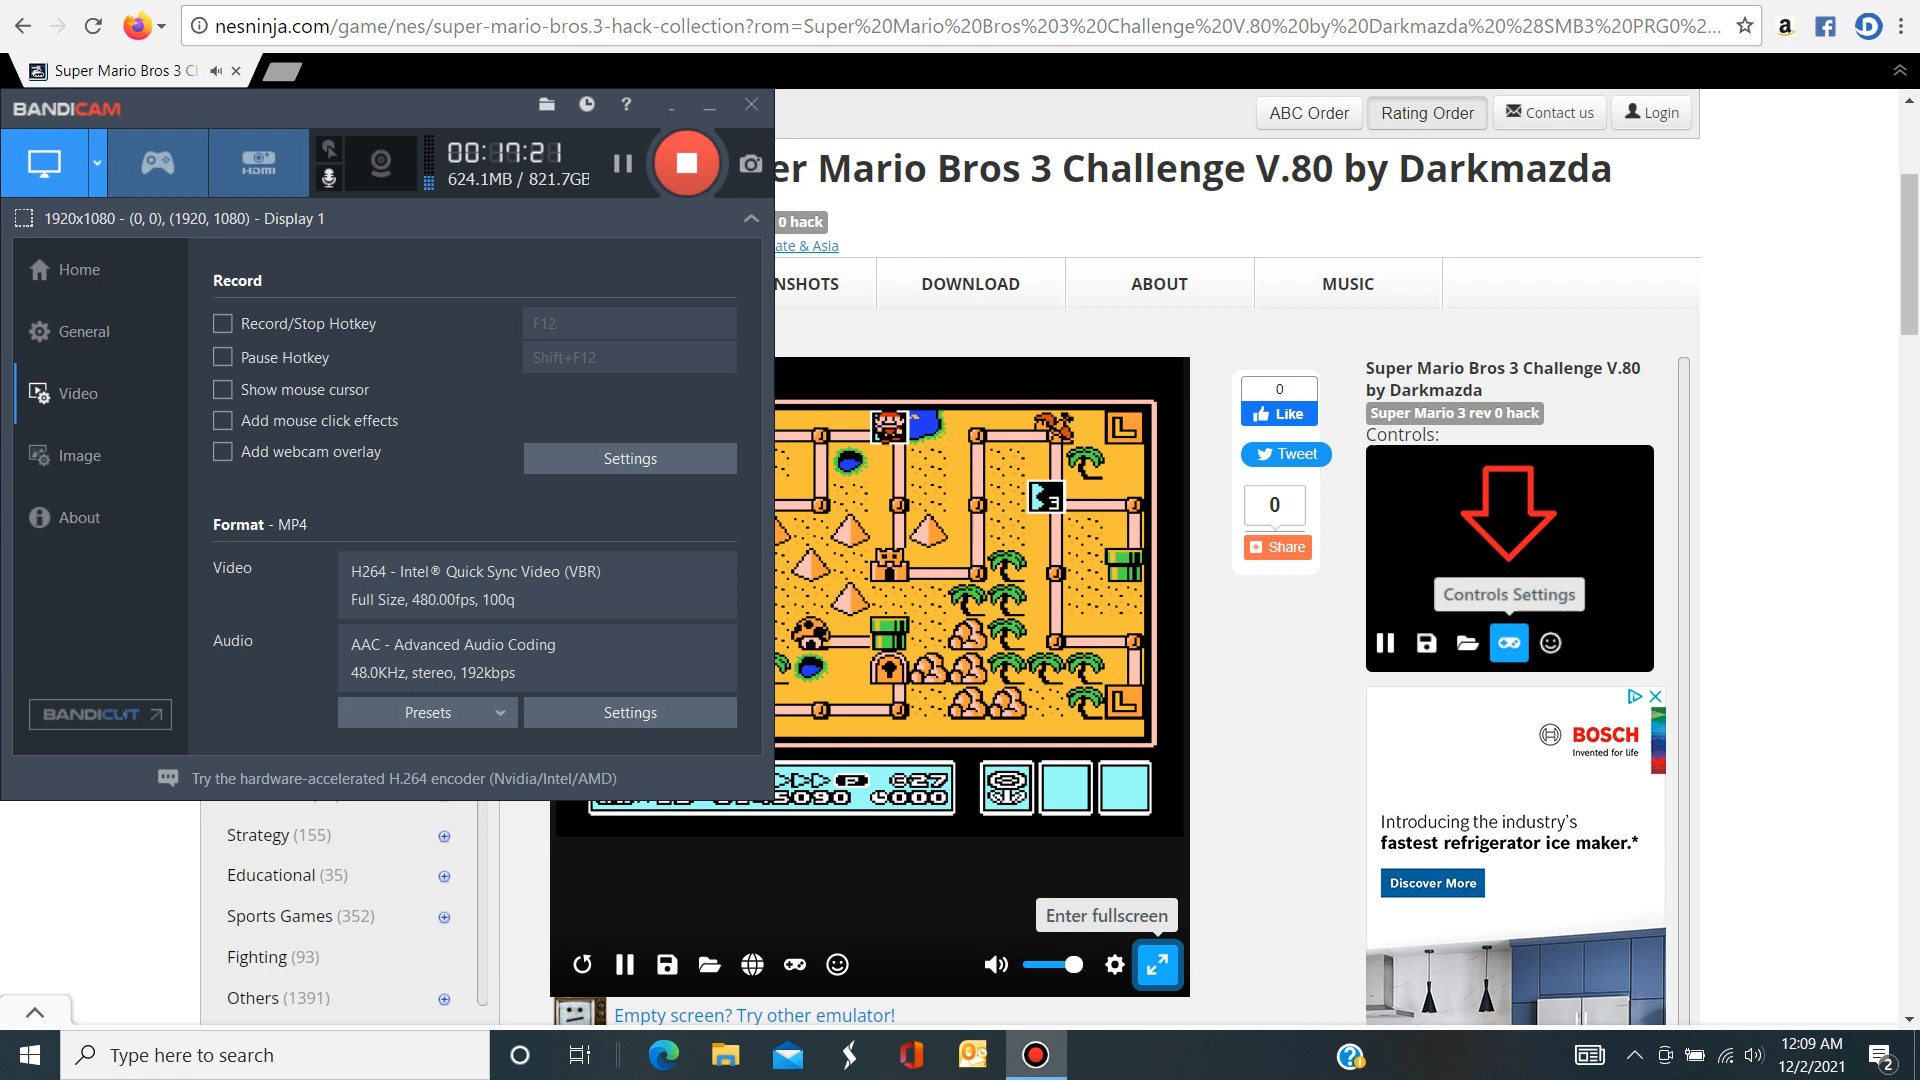 nesninja.com/game/nes/super-mario-bros.3-hack-collection?rom=Super%20Mario%20Bros%203%20Challenge%20V.80%20by%20Darkmazda%20%28SMB3%20PRG0%2...
Super Mario Bros 3 Cl
BANDICAM
?
00:17:21
624.1MB / 821.7GB
1920x1080 - (0, 0), (1920, 1080) - Display 1
Home
General
Video
Image
About
BANDICUT
Record
Record/Stop Hotkey
F12
Pause Hotkey
Shift+F12
Show mouse cursor
Add mouse click effects
Add webcam overlay
Settings
Format - MP4
Video
H264 - Intel® Quick Sync Video (VBR)
Full Size, 480.00fps, 100q
Audio
AAC - Advanced Audio Coding
48.0KHz, stereo, 192kbps
Presets
Settings
Try the hardware-accelerated H.264 encoder (Nvidia/Intel/AMD)
ABC Order
Rating Order
Contact us
Login
er Mario Bros 3 Challenge V.80 by Darkmazda
0 hack
ate & Asia
NSHOTS
DOWNLOAD
ABOUT
MUSIC
3
P
27
5090
000
0
Like
Tweet
0
Share
Super Mario Bros 3 Challenge V.80
by Darkmazda
Super Mario 3 rev 0 hack
Controls:
Controls Settings
BOSCH
Invented for life
Introducing the industry's
fastest refrigerator ice maker.*
Discover More
Strategy (155)
Educational (35)
Sports Games (352)
Fighting (93)
Others (1391)
Enter fullscreen
Empty screen? Try other emulator!
Type here to search
12:09 AM
12/2/2021
2